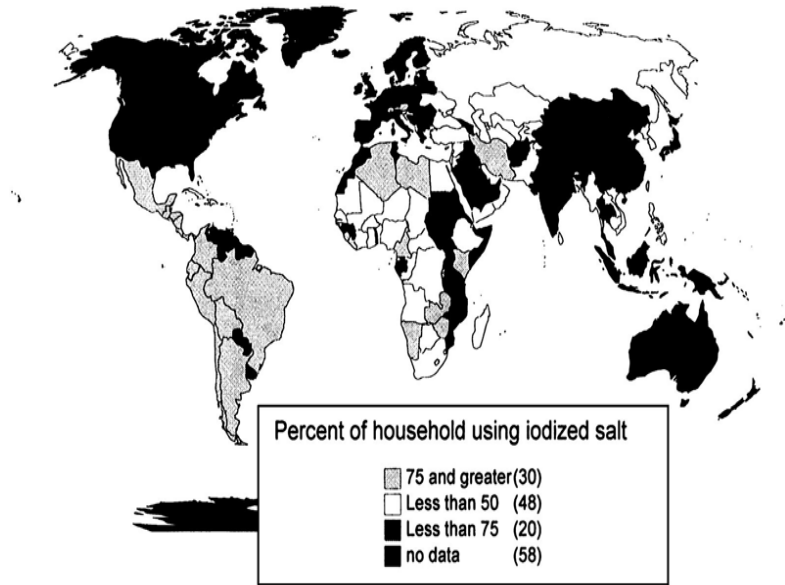 Percent of household using iodized salt
75 and greater (30)
Less than 50 (48)
Less than 75 (20)
no data (58)